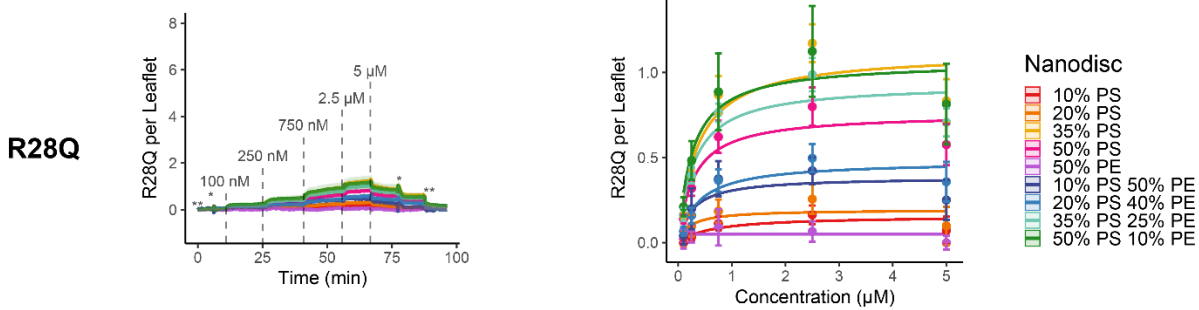 R28Q
R28Q per Leaflet
8
6
4
2
0
100 nM
250 nM
750 nM
2.5 µM
5 µM
**
*
*
**
0
25
50
75
100
Time (min)
R28Q per Leaflet
1.0
0.5
0.0
0
1
2
3
4
5
Concentration (µM)
Nanodisc
10% PS
20% PS
35% PS
50% PS
50% PE
10% PS 50% PE
20% PS 40% PE
35% PS 25% PE
50% PS 10% PE